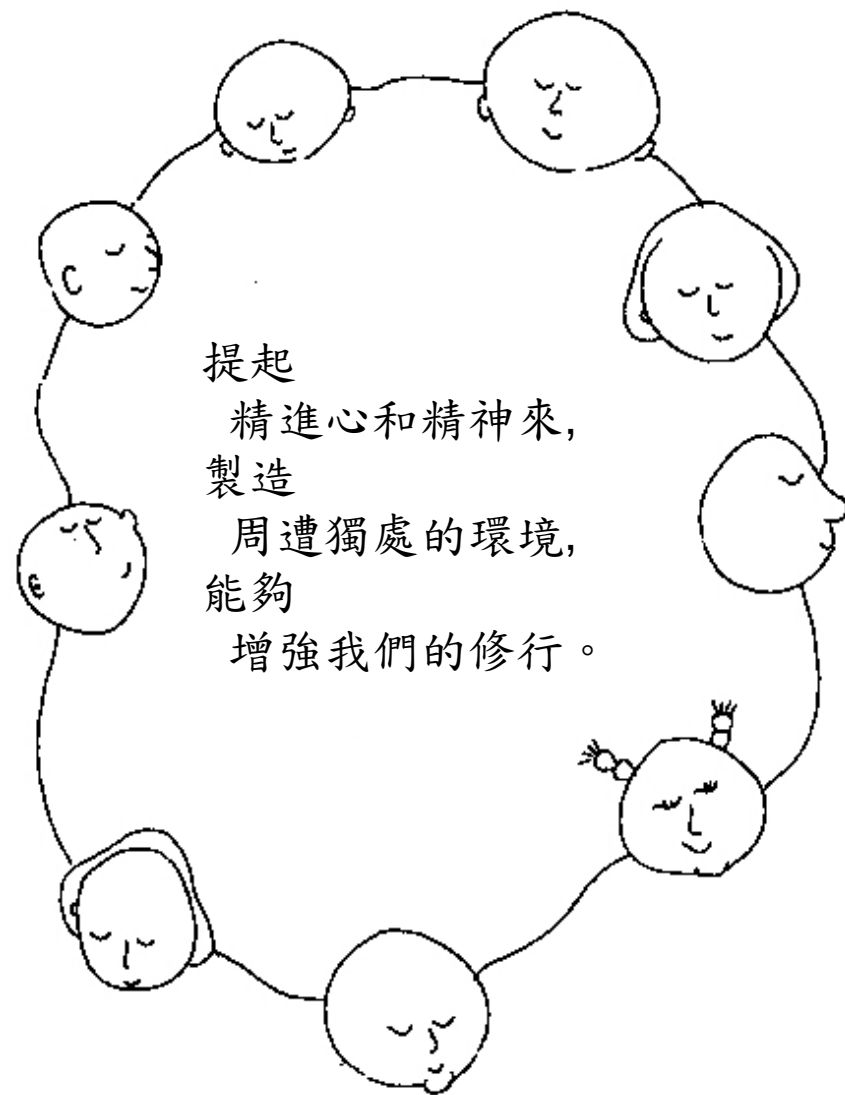 提起
精進心和精神來,
製造
周遭獨處的環境,
能夠
增強我們的修行。